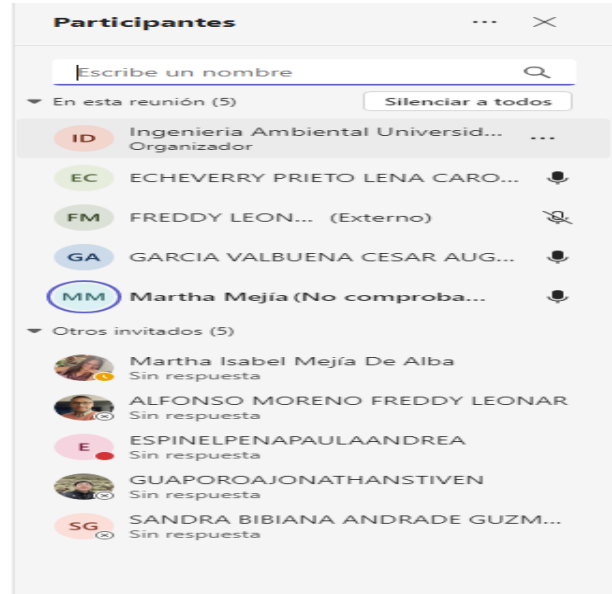 Participantes
Escribe un nombre
En esta reunión (5) Silenciar a todos
ID Ingenieria Ambiental Universid...
Organizador
EC ECHEVERRY PRIETO LENA CARO...
FM FREDDY LEON... (Externo)
GA GARCIA VALBUENA CESAR AUG...
MM Martha Mejía (No comproba...
Otros invitados (5)
Martha Isabel Mejía De Alba
Sin respuesta
ALFONSO MORENO FREDDY LEONAR
Sin respuesta
E ESPINELPENAPAULAANDREA
Sin respuesta
GUAPOROAJONATHANSTIVEN
Sin respuesta
SG SANDRA BIBIANA ANDRADE GUZM...
Sin respuesta